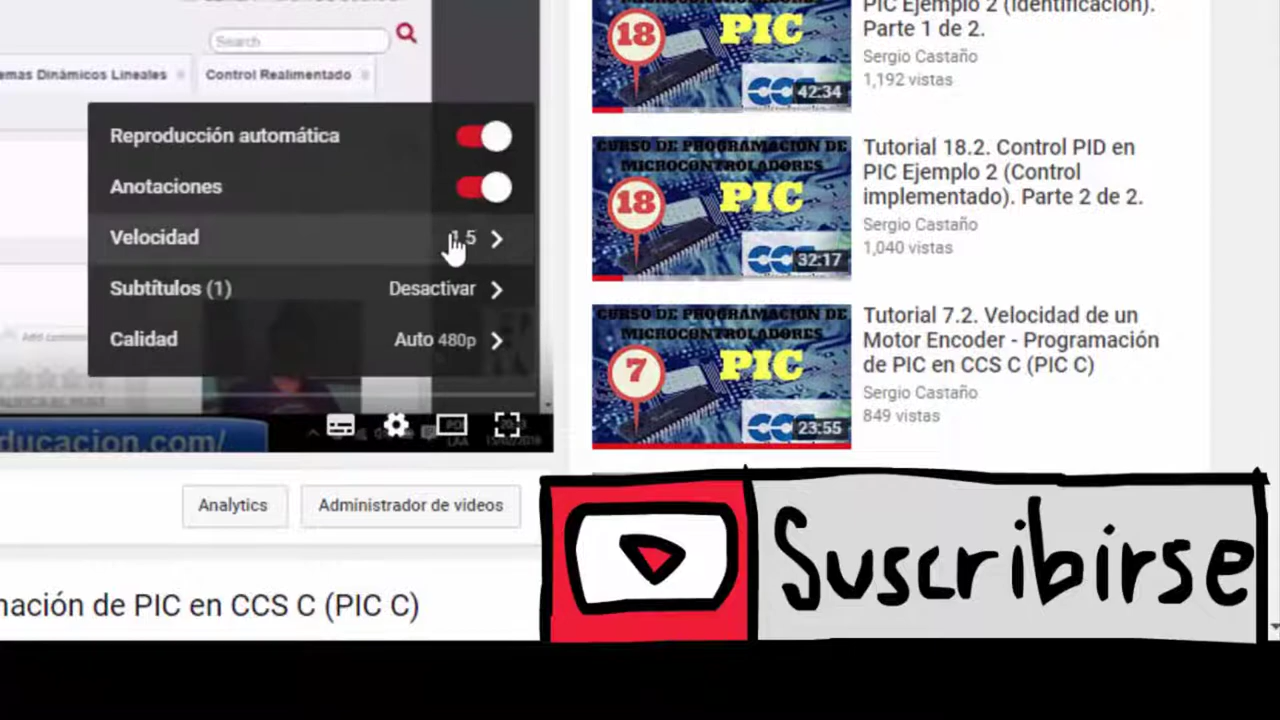 Search
emas Dinámicos Lineales
Control Realimentado
Reproducción automática
Anotaciones
Velocidad 1.5
Subtítulos (1) Desactivar
Calidad Auto 480p
ducacion.com/
Analytics
Administrador de videos
mación de PIC en CCS C (PIC C)
18
PIC
CCS
42:34
PIC Ejemplo 2 (Identificación).
Parte 1 de 2.
Sergio Castaño
1,192 vistas
CURSO DE PROGRAMACION DE
MICROCONTROLADORES
18
PIC
CCS
32:17
Tutorial 18.2. Control PID en
PIC Ejemplo 2 (Control
implementado). Parte 2 de 2.
Sergio Castaño
1,040 vistas
CURSO DE PROGRAMACION DE
MICROCONTROLADORES
7
PIC
CCS
23:55
Tutorial 7.2. Velocidad de un
Motor Encoder - Programación
de PIC en CCS C (PIC C)
Sergio Castaño
849 vistas
Suscribirse